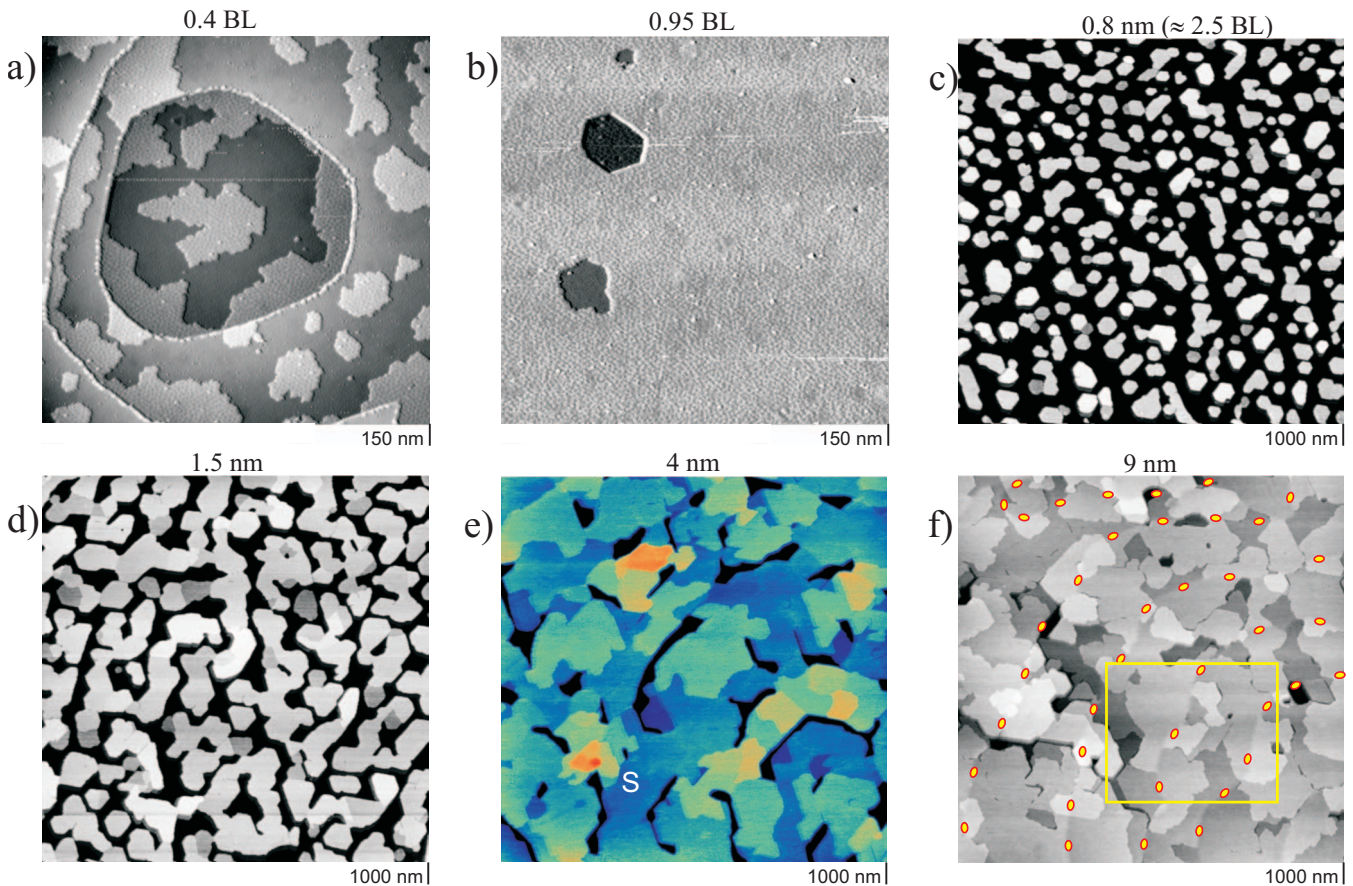 0.4 BL
0.95 BL
0.8 nm (≈ 2.5 BL)
a)
b)
c)
150 nm
150 nm
1000 nm
1.5 nm
4 nm
9 nm
d)
e)
f)
S
1000 nm
1000 nm
1000 nm